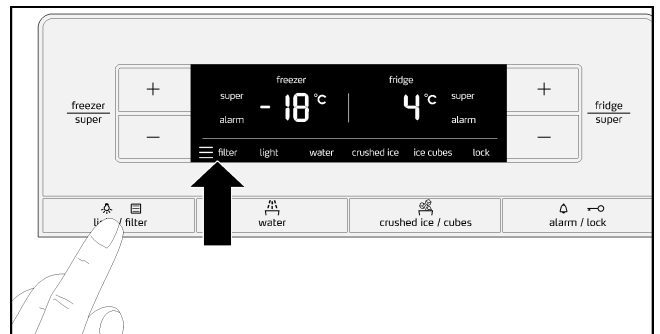 freezer
super
+
−
freezer
super
alarm
- 18 °C
fridge
4 °C
super
alarm
filter light water crushed ice ice cubes lock
+
−
fridge
super
light / filter
water
crushed ice / cubes
alarm / lock